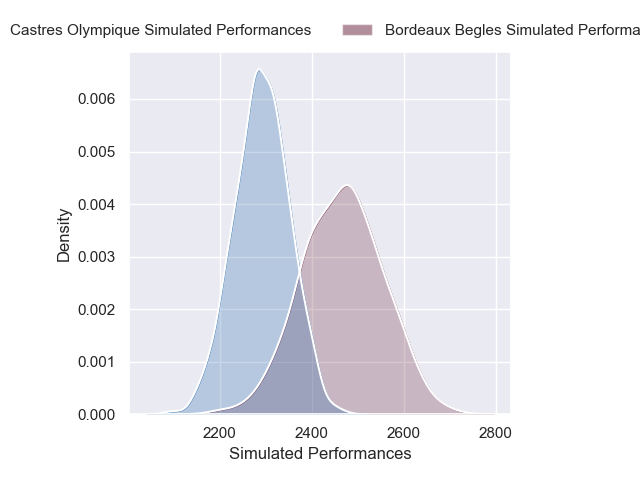 Castres Olympique Simulated Performances
Bordeaux Begles Simulated Performa
0.006
0.005
0.004
0.003
0.002
0.001
0.000
Density
2200
2400
2600
2800
Simulated Performances